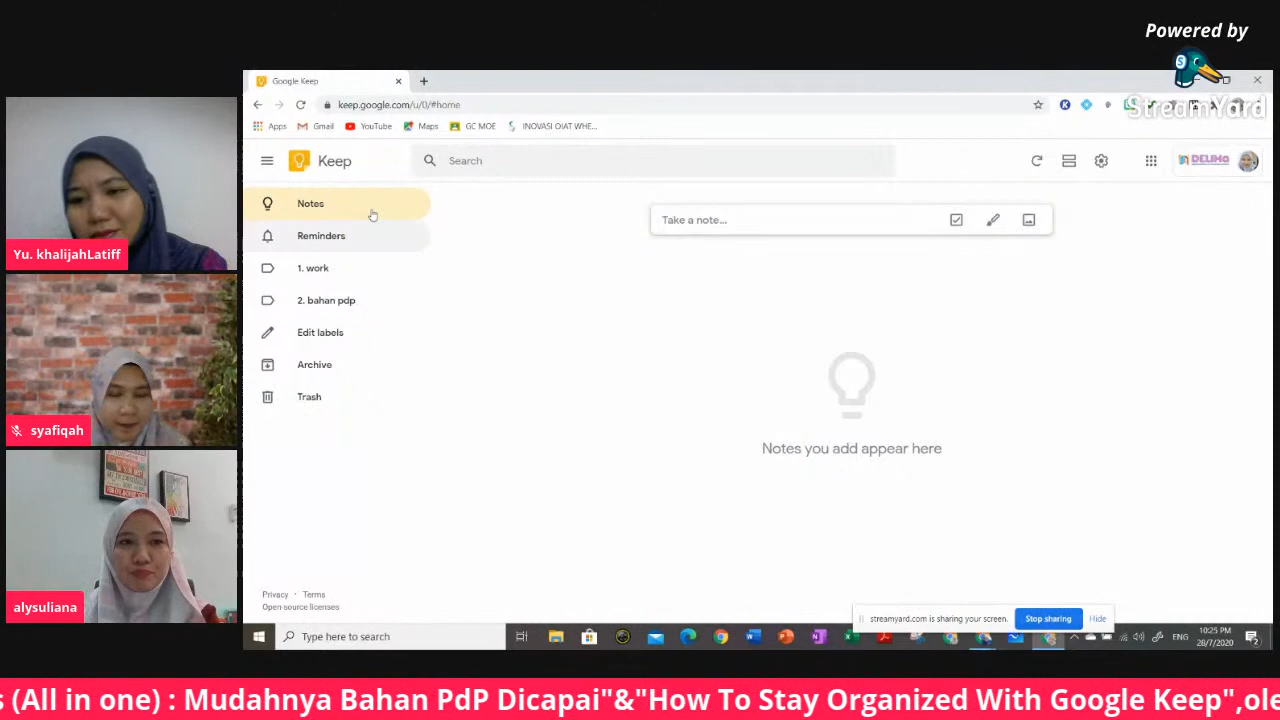 Powered by
StreamYard
Google Keep
keep.google.com/u/0/#home
Apps
Gmail
YouTube
Maps
GC MOE
INOVASI OIAT WHE...
Keep
Search
DELIMa
Notes
Reminders
1. work
2. bahan pdp
Edit labels
Archive
Trash
Take a note...
Notes you add appear here
Privacy · Terms
Open-source licenses
Yu. khalijahLatiff
syafiqah
alysuliana
streamyard.com is sharing your screen.
Stop sharing
Hide
Type here to search
ENG
10:25 PM
28/7/2020
s (All in one) : Mudahnya Bahan PdP Dicapai"&"How To Stay Organized With Google Keep",ole